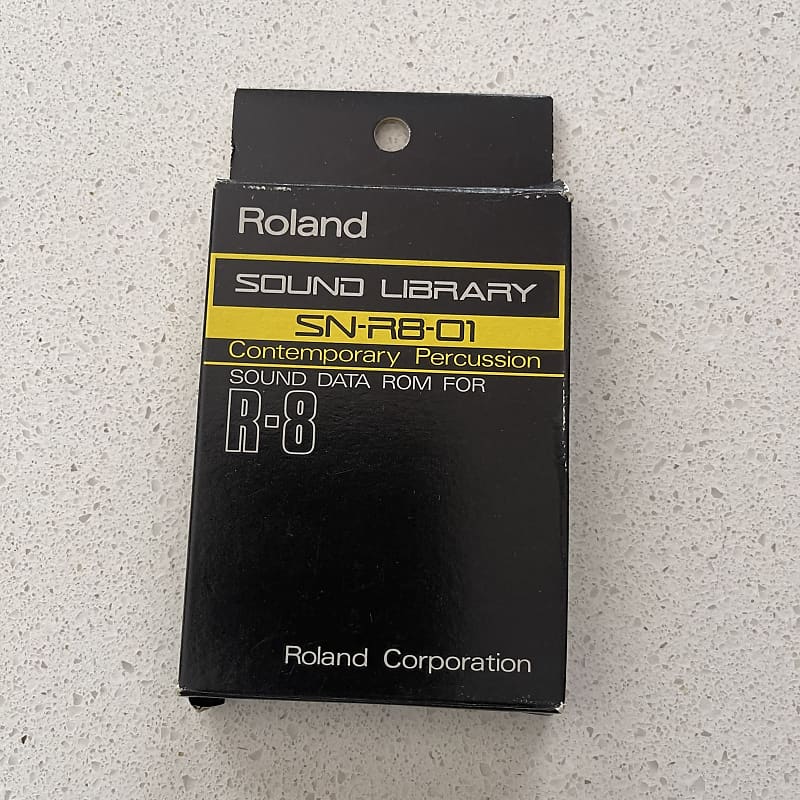 Roland
SOUND LIBRARY
SN-R8-01
Contemporary Percussion
SOUND DATA ROM FOR
R-8
Roland Corporation